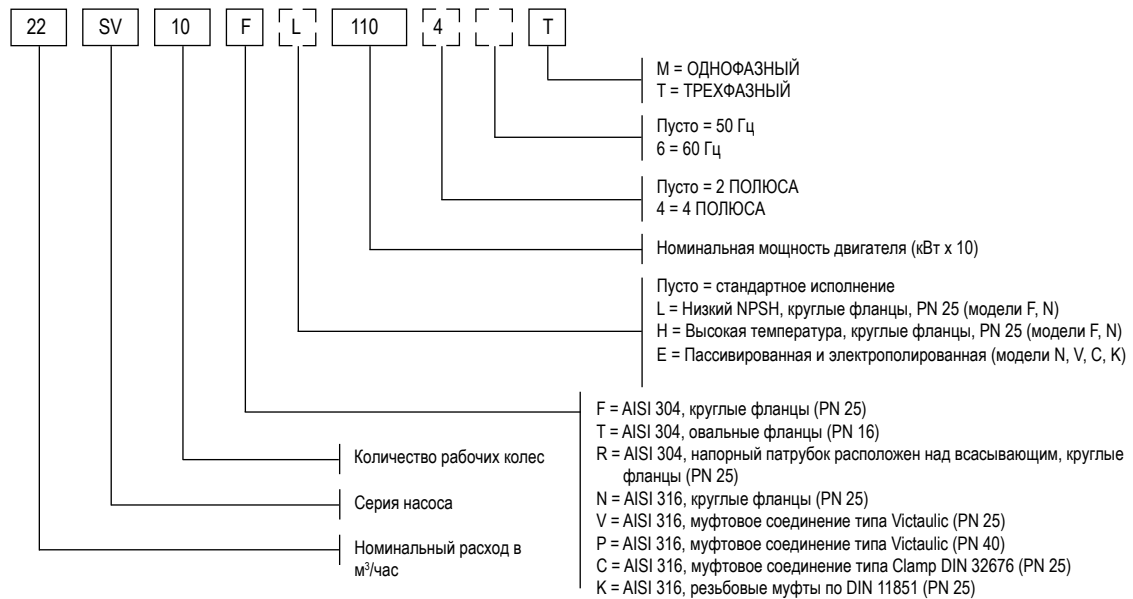 22 SV 10 F L 110 4 T
М = ОДНОФАЗНЫЙ
Т = ТРЕХФАЗНЫЙ
Пусто = 50 Гц
6 = 60 Гц
Пусто = 2 ПОЛЮСА
4 = 4 ПОЛЮСА
Номинальная мощность двигателя (кВт x 10)
Пусто = стандартное исполнение
L = Низкий NPSH, круглые фланцы, PN 25 (модели F, N)
H = Высокая температура, круглые фланцы, PN 25 (модели F, N)
E = Пассивированная и электрополированная (модели N, V, C, K)
F = AISI 304, круглые фланцы (PN 25)
T = AISI 304, овальные фланцы (PN 16)
R = AISI 304, напорный патрубок расположен над всасывающим, круглые
фланцы (PN 25)
N = AISI 316, круглые фланцы (PN 25)
V = AISI 316, муфтовое соединение типа Victaulic (PN 25)
P = AISI 316, муфтовое соединение типа Victaulic (PN 40)
C = AISI 316, муфтовое соединение типа Clamp DIN 32676 (PN 25)
K = AISI 316, резьбовые муфты по DIN 11851 (PN 25)
Количество рабочих колес
Серия насоса
Номинальный расход в
м³/час